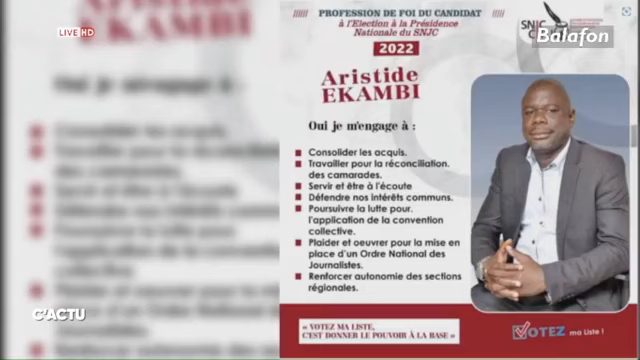 LIVE HD
PROFESSION DE FOI DU CANDIDAT
à l'Election à la Présidence
Nationale du SNJC
2022
SNJC
Balafon
Aristide
EKAMBI
Oui je m'engage à :
Consolider les acquis.
Travailler pour la réconciliation.
des camarades.
Servir et être à l'écoute
Défendre nos intérêts communs.
Poursuivre la lutte pour.
l'application de la convention
collective.
Plaider et oeuvrer pour la mise en
place d'un Ordre National des
Journalistes.
Renforcer autonomie des sections
régionales.
« VOTEZ MA LISTE,
C'EST DONNER LE POUVOIR À LA BASE »
VOTEZ ma Liste !
C'ACTU